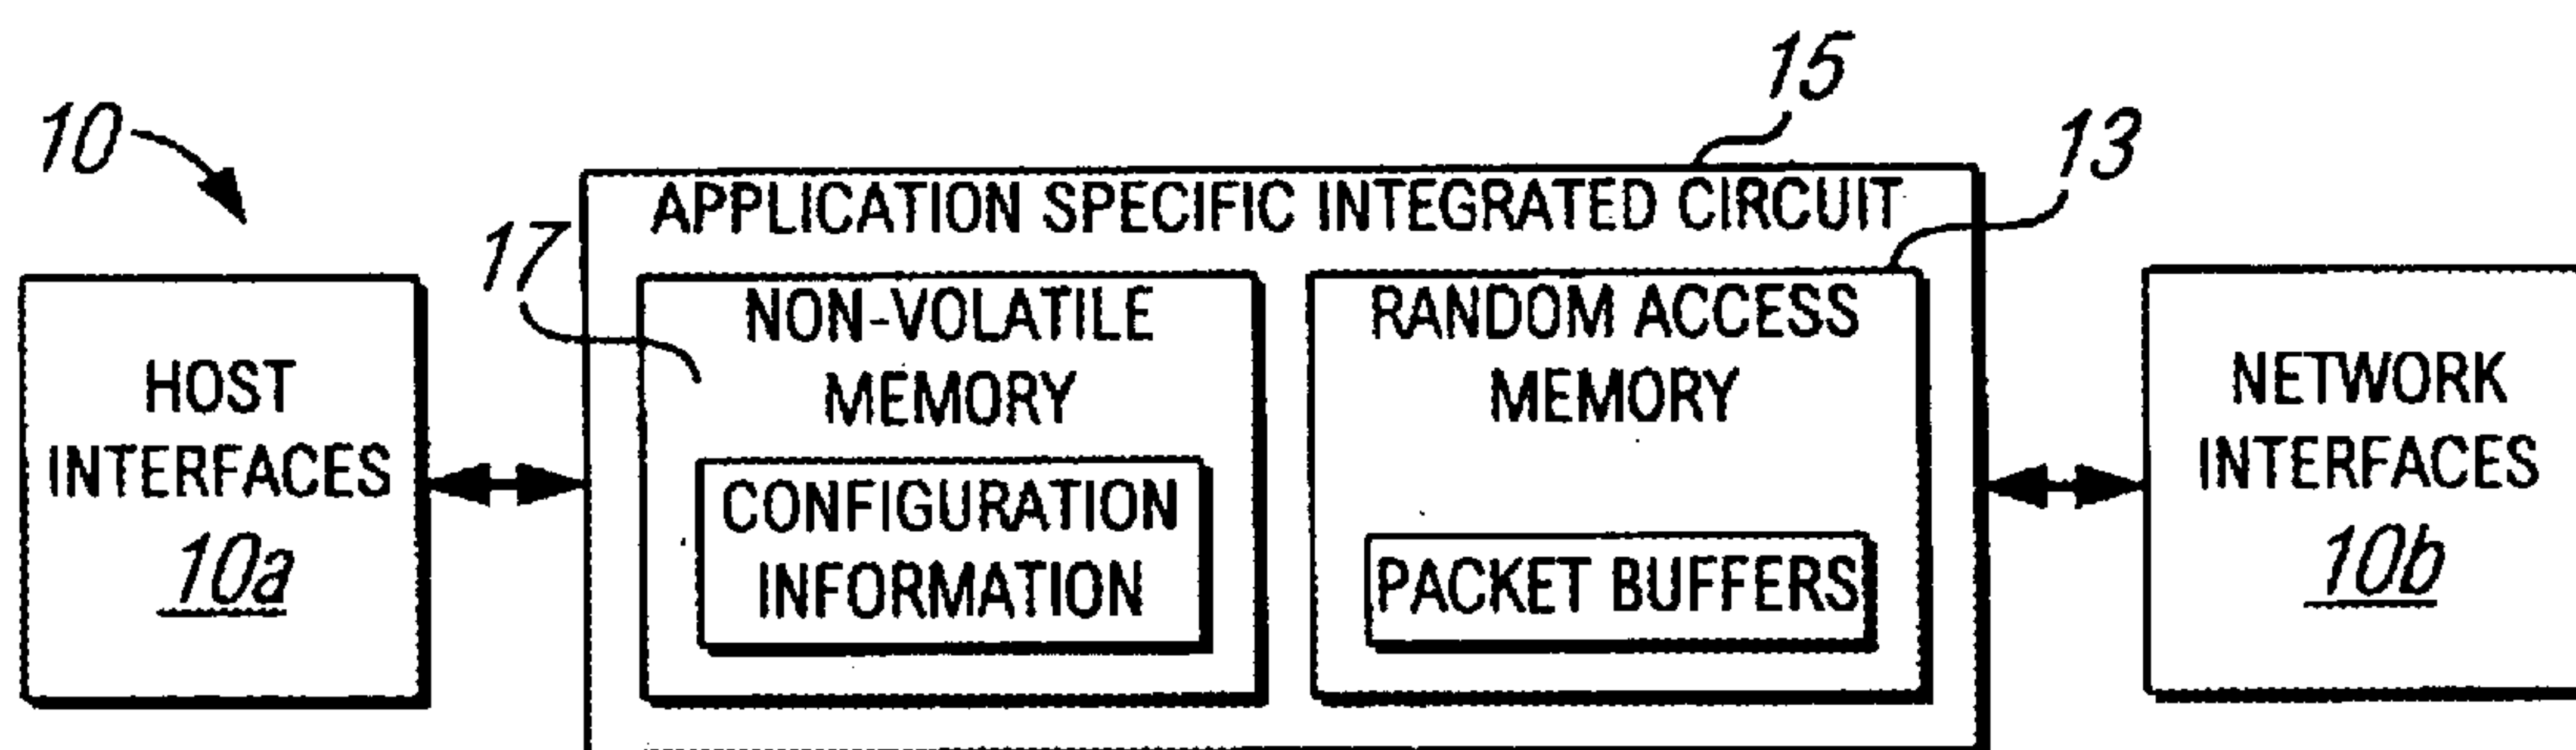 15
10
13
APPLICATION SPECIFIC INTEGRATED CIRCUIT
17
NON-VOLATILE
MEMORY
CONFIGURATION
INFORMATION
RANDOM ACCESS
MEMORY
PACKET BUFFERS
HOST
INTERFACES
10a
NETWORK
INTERFACES
10b